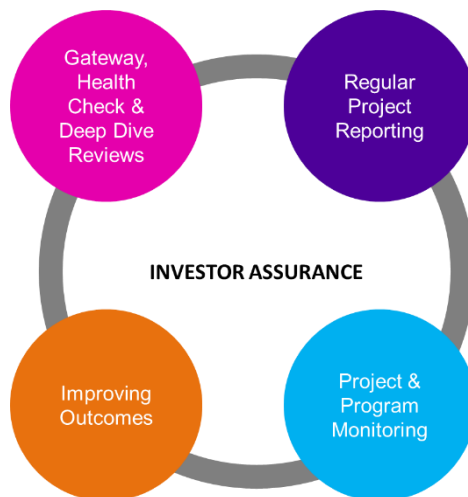 Gateway,
Health
Check &
Deep Dive
Reviews
Regular
Project
Reporting
INVESTOR ASSURANCE
Improving
Outcomes
Project &
Program
Monitoring